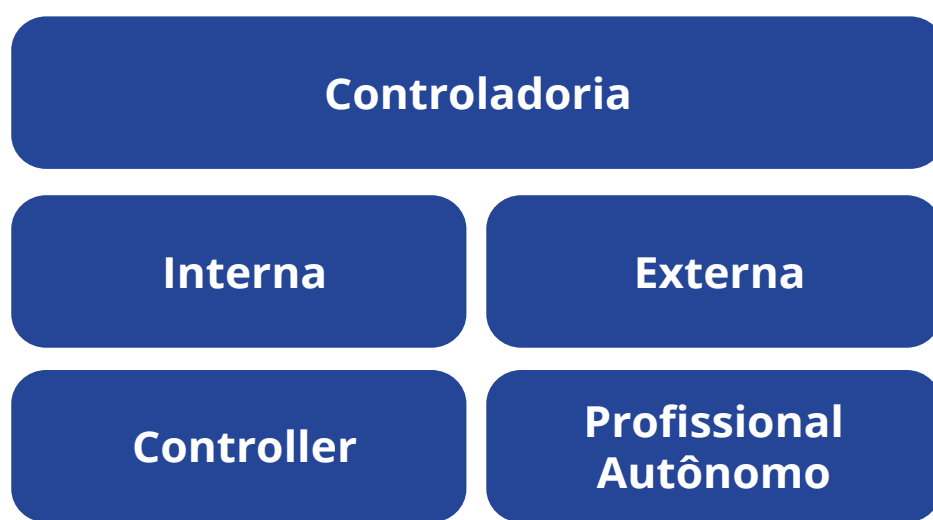 Controladoria
Interna
Externa
Controller
Profissional
Autônomo